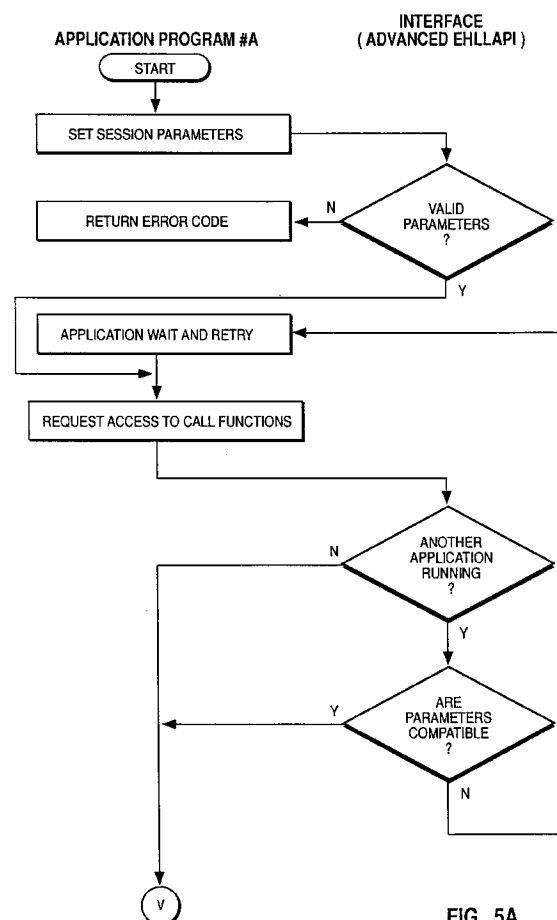 INTERFACE
APPLICATION PROGRAM #A
( ADVANCED EHLLAPI )
START
SET SESSION PARAMETERS
VALID
PARAMETERS
?
N
RETURN ERROR CODE
Y
APPLICATION WAIT AND RETRY
REQUEST ACCESS TO CALL FUNCTIONS
ANOTHER
APPLICATION
RUNNING
?
N
Y
ARE
PARAMETERS
COMPATIBLE
?
Y
N
V
FIG. 5A